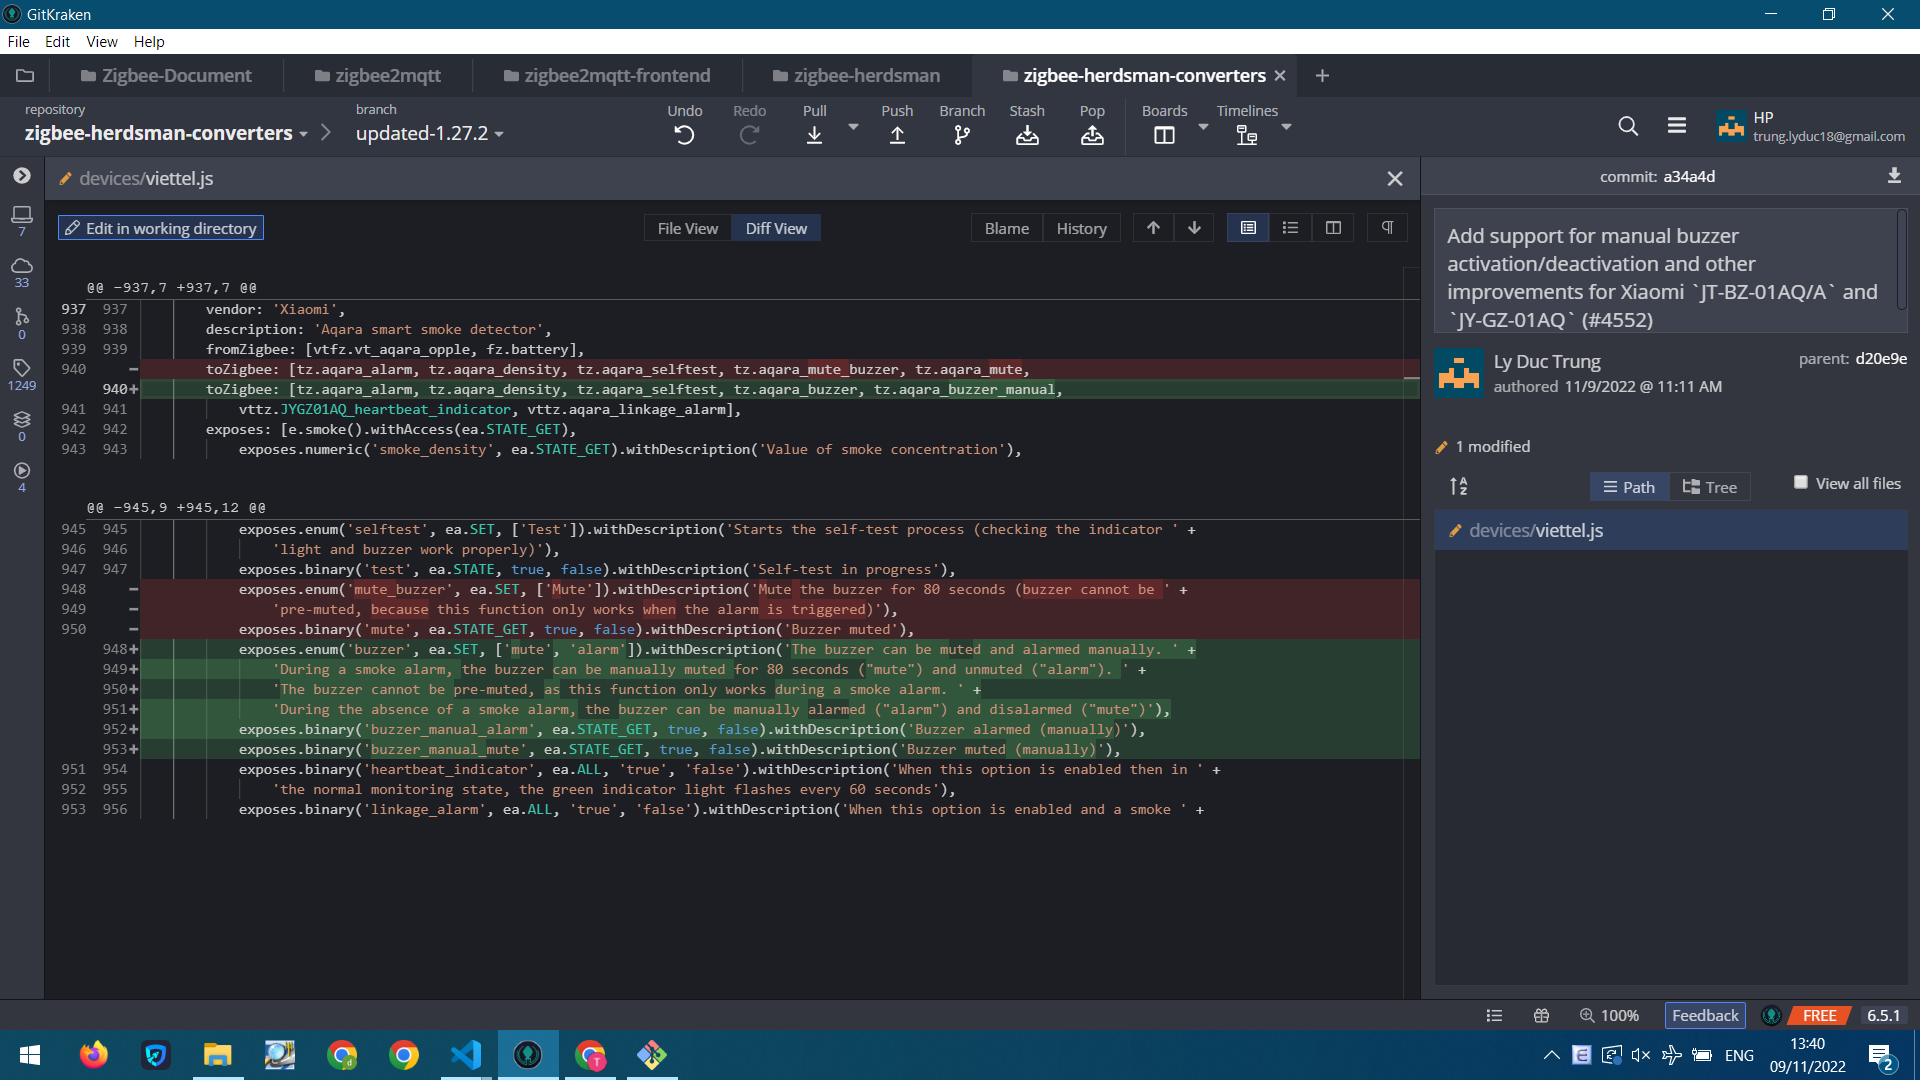 GitKraken
File Edit View Help
Zigbee-Document zigbee2mqtt zigbee2mqtt-frontend zigbee-herdsman zigbee-herdsman-converters
repository branch
zigbee-herdsman-converters updated-1.27.2
Undo Redo Pull Push Branch Stash Pop Boards Timelines
HP
trung.lyduc18@gmail.com
devices/viettel.js
Edit in working directory File View Diff View Blame History
7
33
0
1249
0
4
@@ -937,7 +937,7 @@
937 937 vendor: 'Xiaomi',
938 938 description: 'Aqara smart smoke detector',
939 939 fromZigbee: [vtfz.vt_aqara_opple, fz.battery],
940 - toZigbee: [tz.aqara_alarm, tz.aqara_density, tz.aqara_selftest, tz.aqara_mute_buzzer, tz.aqara_mute,
940+ toZigbee: [tz.aqara_alarm, tz.aqara_density, tz.aqara_selftest, tz.aqara_buzzer, tz.aqara_buzzer_manual,
941 941 vttz.JYGZ01AQ_heartbeat_indicator, vttz.aqara_linkage_alarm],
942 942 exposes: [e.smoke().withAccess(ea.STATE_GET),
943 943 exposes.numeric('smoke_density', ea.STATE_GET).withDescription('Value of smoke concentration'),
@@ -945,9 +945,12 @@
945 945 exposes.enum('selftest', ea.SET, ['Test']).withDescription('Starts the self-test process (checking the indicator ' +
946 946 'light and buzzer work properly)'),
947 947 exposes.binary('test', ea.STATE, true, false).withDescription('Self-test in progress'),
948 - exposes.enum('mute_buzzer', ea.SET, ['Mute']).withDescription('Mute the buzzer for 80 seconds (buzzer cannot be ' +
949 - 'pre-muted, because this function only works when the alarm is triggered)'),
950 - exposes.binary('mute', ea.STATE_GET, true, false).withDescription('Buzzer muted'),
948+ exposes.enum('buzzer', ea.SET, ['mute', 'alarm']).withDescription('The buzzer can be muted and alarmed manually. ' +
949+ 'During a smoke alarm, the buzzer can be manually muted for 80 seconds ("mute") and unmuted ("alarm"). ' +
950+ 'The buzzer cannot be pre-muted, as this function only works during a smoke alarm. ' +
951+ 'During the absence of a smoke alarm, the buzzer can be manually alarmed ("alarm") and disalarmed ("mute")'),
952+ exposes.binary('buzzer_manual_alarm', ea.STATE_GET, true, false).withDescription('Buzzer alarmed (manually)'),
953+ exposes.binary('buzzer_manual_mute', ea.STATE_GET, true, false).withDescription('Buzzer muted (manually)'),
951 954 exposes.binary('heartbeat_indicator', ea.ALL, 'true', 'false').withDescription('When this option is enabled then in ' +
952 955 'the normal monitoring state, the green indicator light flashes every 60 seconds'),
953 956 exposes.binary('linkage_alarm', ea.ALL, 'true', 'false').withDescription('When this option is enabled and a smoke ' +
commit: a34a4d
Add support for manual buzzer
activation/deactivation and other
improvements for Xiaomi `JT-BZ-01AQ/A` and
`JY-GZ-01AQ` (#4552)
Ly Duc Trung parent: d20e9e
authored 11/9/2022 @ 11:11 AM
1 modified
Path Tree View all files
devices/viettel.js
100% Feedback FREE 6.5.1
ENG
13:40
09/11/2022
2